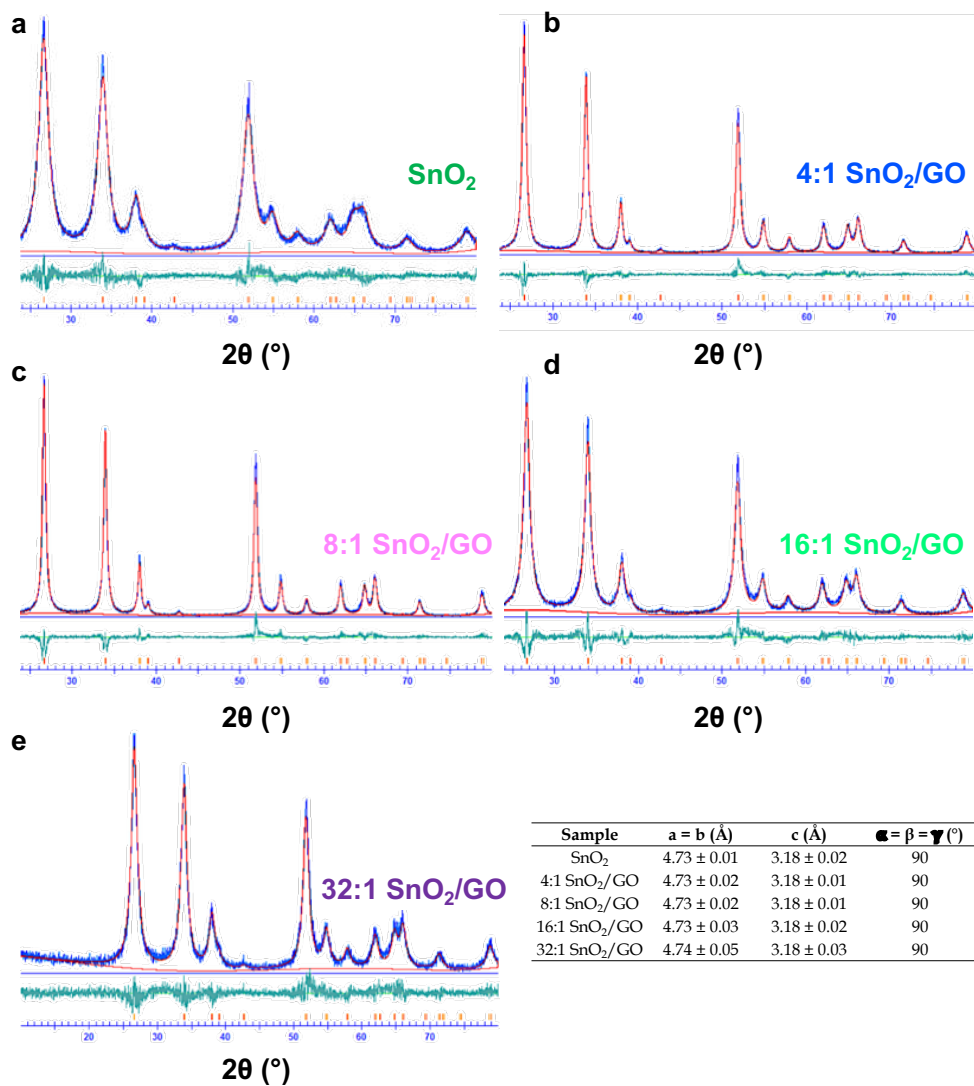 a
SnO₂
30 40 50 60 70
2θ (°)
b
4:1 SnO₂/GO
30 40 50 60 70
2θ (°)
c
8:1 SnO₂/GO
30 40 50 60 70
2θ (°)
d
16:1 SnO₂/GO
30 40 50 60 70
2θ (°)
e
32:1 SnO₂/GO
20 30 40 50 60 70
2θ (°)
Sample a = b (Å) c (Å) α = β = γ (°)
SnO₂ 4.73 ± 0.01 3.18 ± 0.02 90
4:1 SnO₂/GO 4.73 ± 0.02 3.18 ± 0.01 90
8:1 SnO₂/GO 4.73 ± 0.02 3.18 ± 0.01 90
16:1 SnO₂/GO 4.73 ± 0.03 3.18 ± 0.02 90
32:1 SnO₂/GO 4.74 ± 0.05 3.18 ± 0.03 90